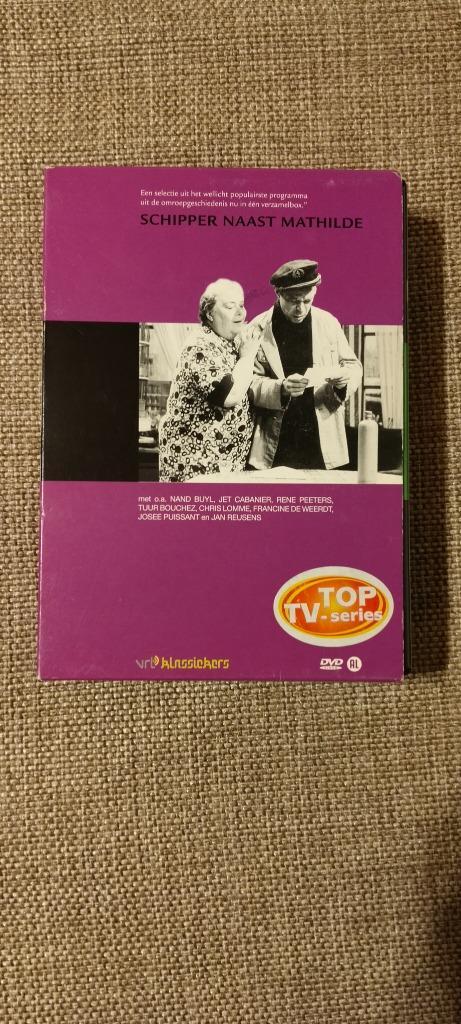 Een selectie uit het wellicht populairste programma
uit de omroepgeschiedenis nu in één verzamelbox."
SCHIPPER NAAST MATHILDE
met o.a. NAND BUYL, JET CABANIER, RENE PEETERS,
TUUR BOUCHEZ, CHRIS LOMME, FRANCINE DE WEERDT,
JOSEE PUISSANT en JAN REUSENS
TOP
TV-series
vrt klassiekers
DVD
VIDEO
AL